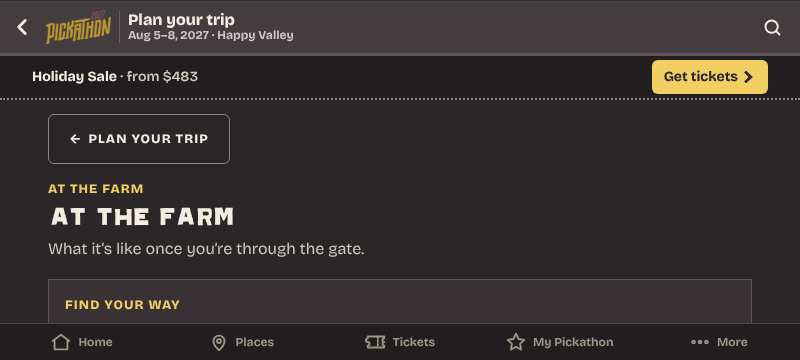 PICKATHON
Plan your trip
Aug 5–8, 2027 · Happy Valley
Holiday Sale · from $483
Get tickets
← PLAN YOUR TRIP
AT THE FARM
AT THE FARM
What it's like once you're through the gate.
FIND YOUR WAY
Home
Places
Tickets
My Pickathon
More